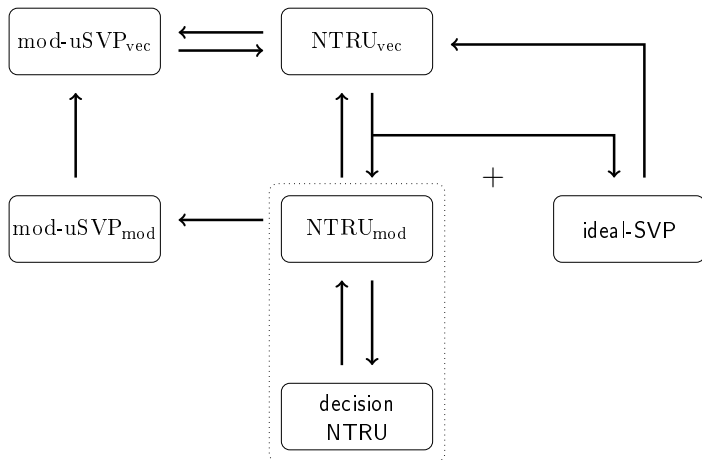 mod-uSVP_vec
NTRU_vec
+
mod-uSVP_mod
NTRU_mod
ideal-SVP
decision
NTRU